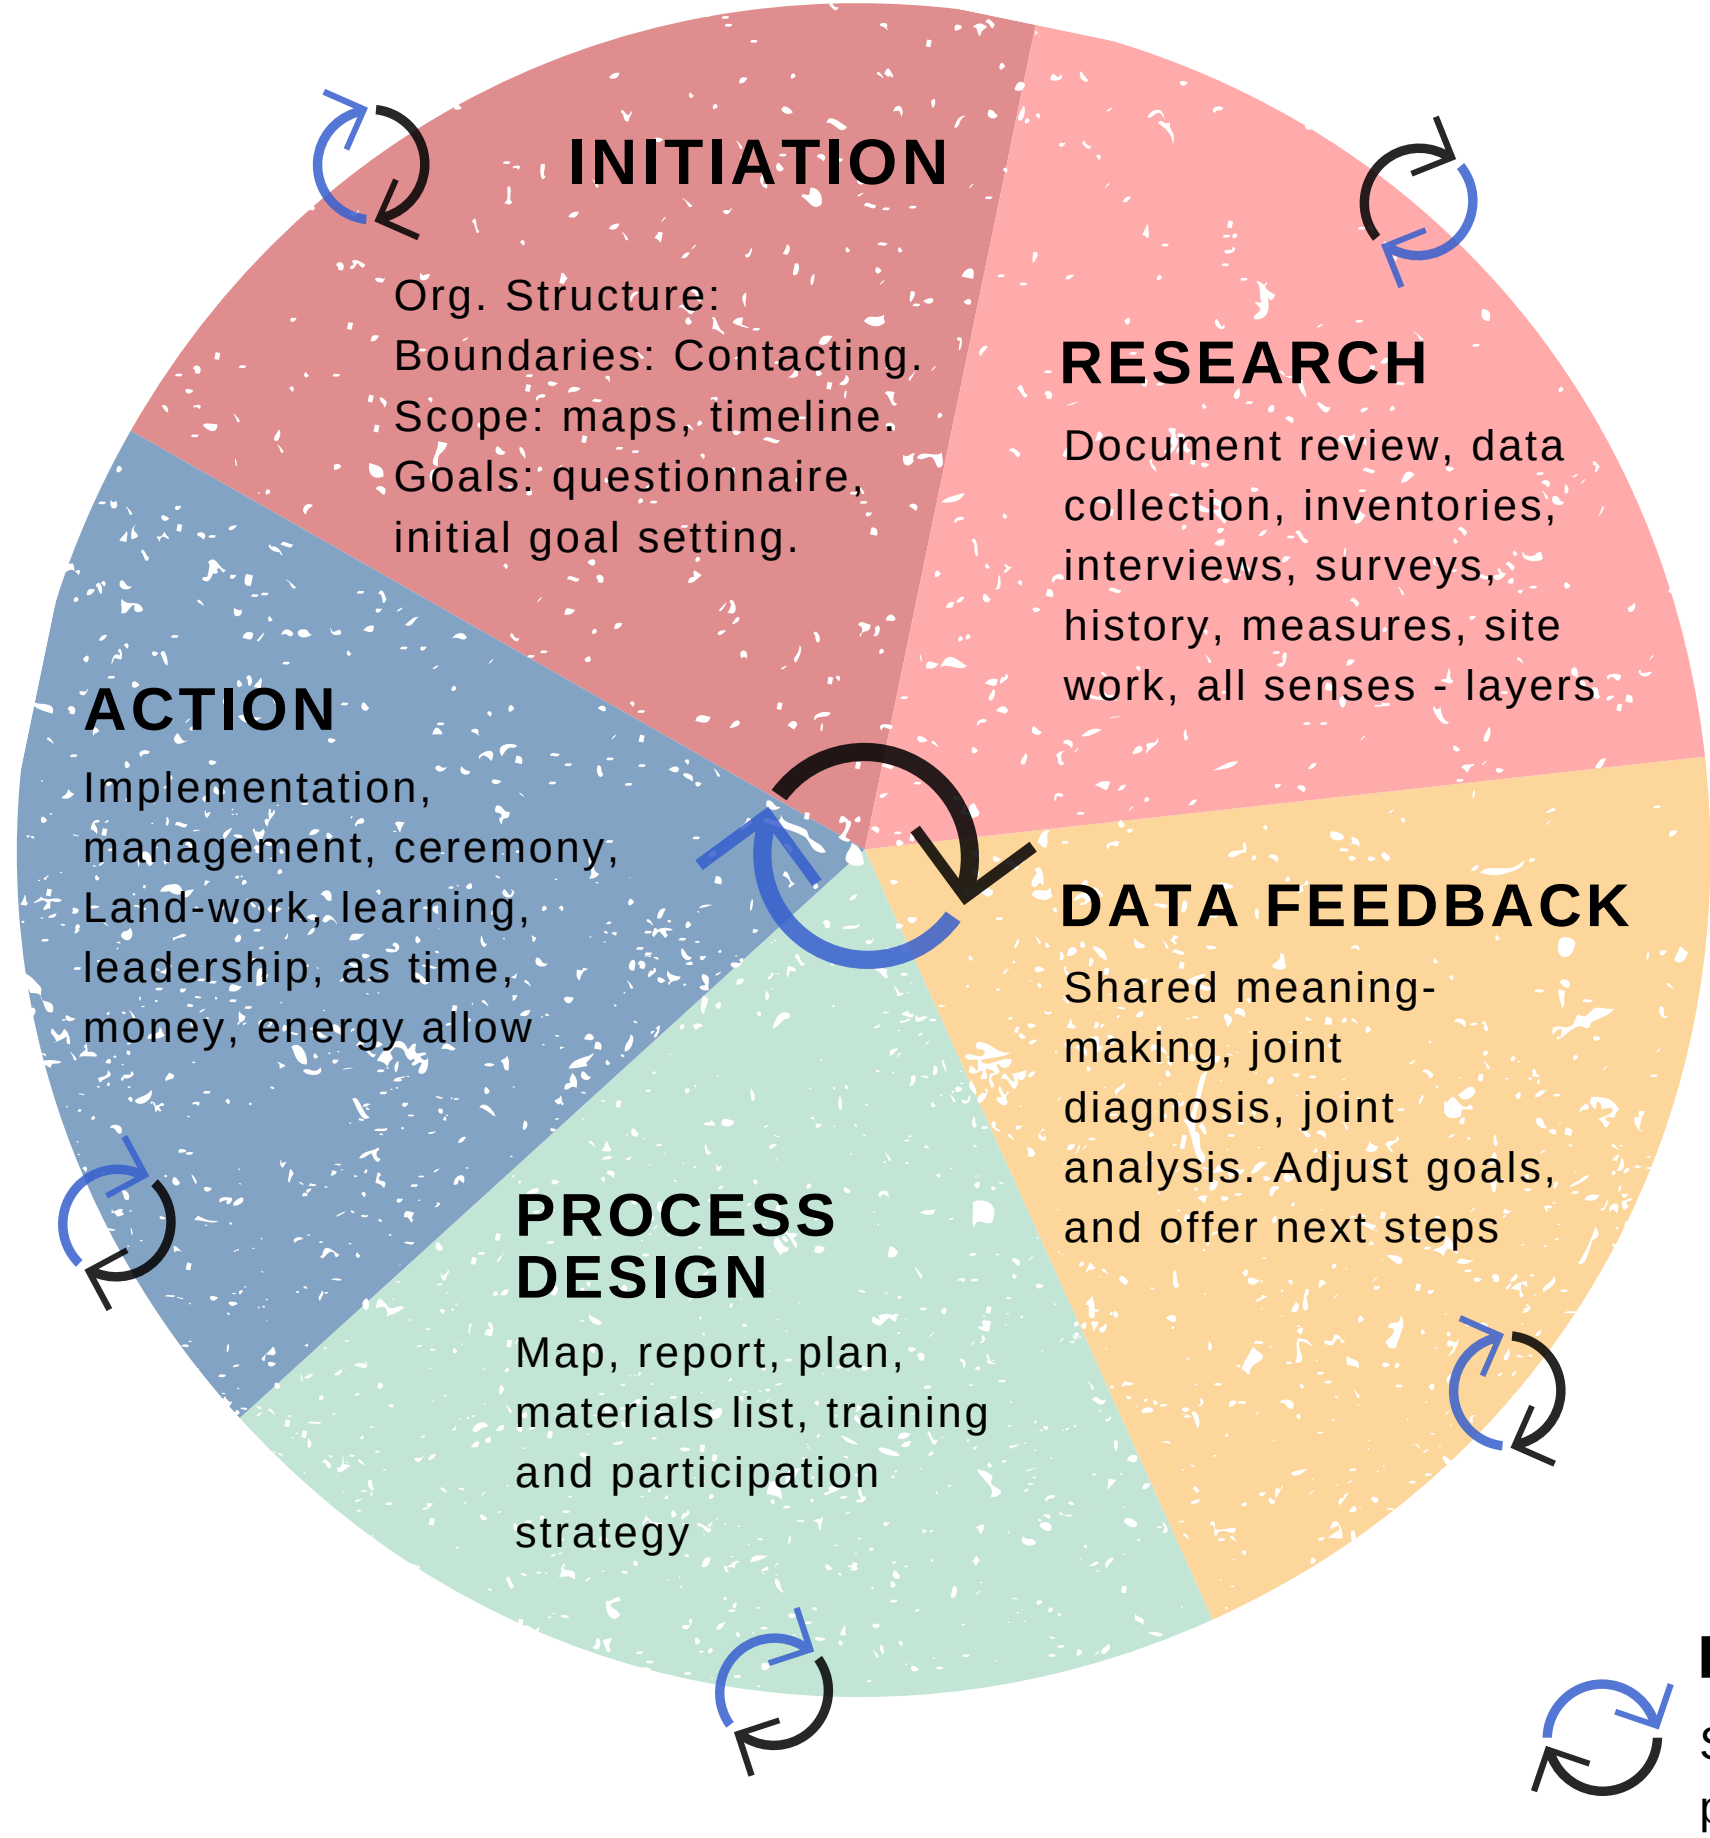 INITIATION
Org. Structure:
Boundaries: Contacting.
Scope: maps, timeline.
Goals: questionnaire,
initial goal setting.
RESEARCH
Document review, data
collection, inventories,
interviews, surveys,
history, measures, site
work, all senses - layers
DATA FEEDBACK
Shared meaning-
making, joint
diagnosis, joint
analysis. Adjust goals,
and offer next steps
PROCESS
DESIGN
Map, report, plan,
materials list, training
and participation
strategy
ACTION
Implementation,
management, ceremony,
Land-work, learning,
leadership, as time,
money, energy allow